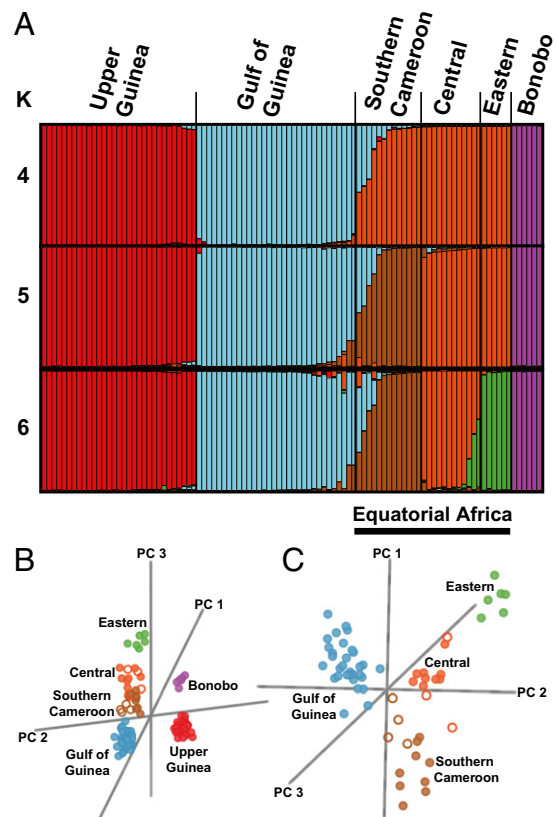 A
K
Upper
Guinea
Gulf of
Guinea
Southern
Cameroon
Central
Eastern
Bonobo
4
5
6
Equatorial Africa
B
PC 3
PC 1
Eastern
Central
Southern
Cameroon
Bonobo
PC 2
Gulf of
Guinea
Upper
Guinea
C
PC 1
Eastern
Central
Gulf of
Guinea
PC 2
Southern
Cameroon
PC 3